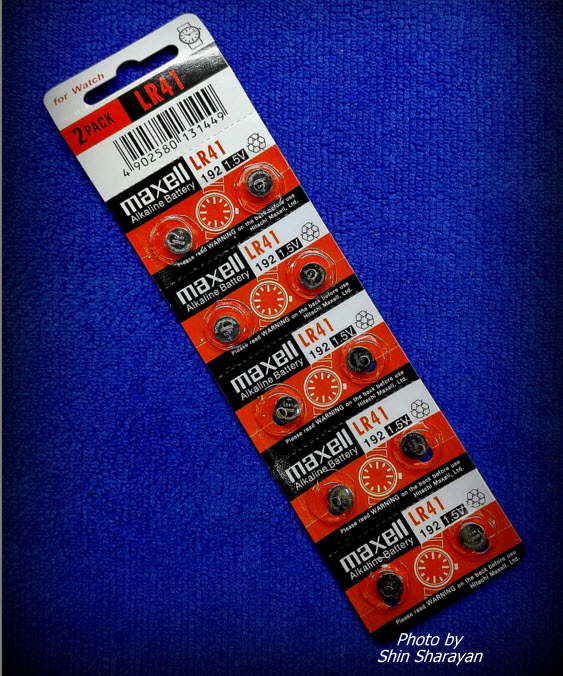 for Watch
2 PACK
LR41
4 902580 131449
maxell
Alkaline Battery
LR41
192 1.5V
Please read WARNING on the back before use
Hitachi Maxell, Ltd.
maxell
Alkaline Battery
LR41
192 1.5V
Please read WARNING on the back before use
Hitachi Maxell, Ltd.
maxell
Alkaline Battery
LR41
192 1.5V
Please read WARNING on the back before use
Hitachi Maxell, Ltd.
maxell
Alkaline Battery
LR41
192 1.5V
Please read WARNING on the back before use
Hitachi Maxell, Ltd.
maxell
Alkaline Battery
LR41
192 1.5V
Please read WARNING on the back before use
Hitachi Maxell, Ltd.
Photo by
Shin Sharayan